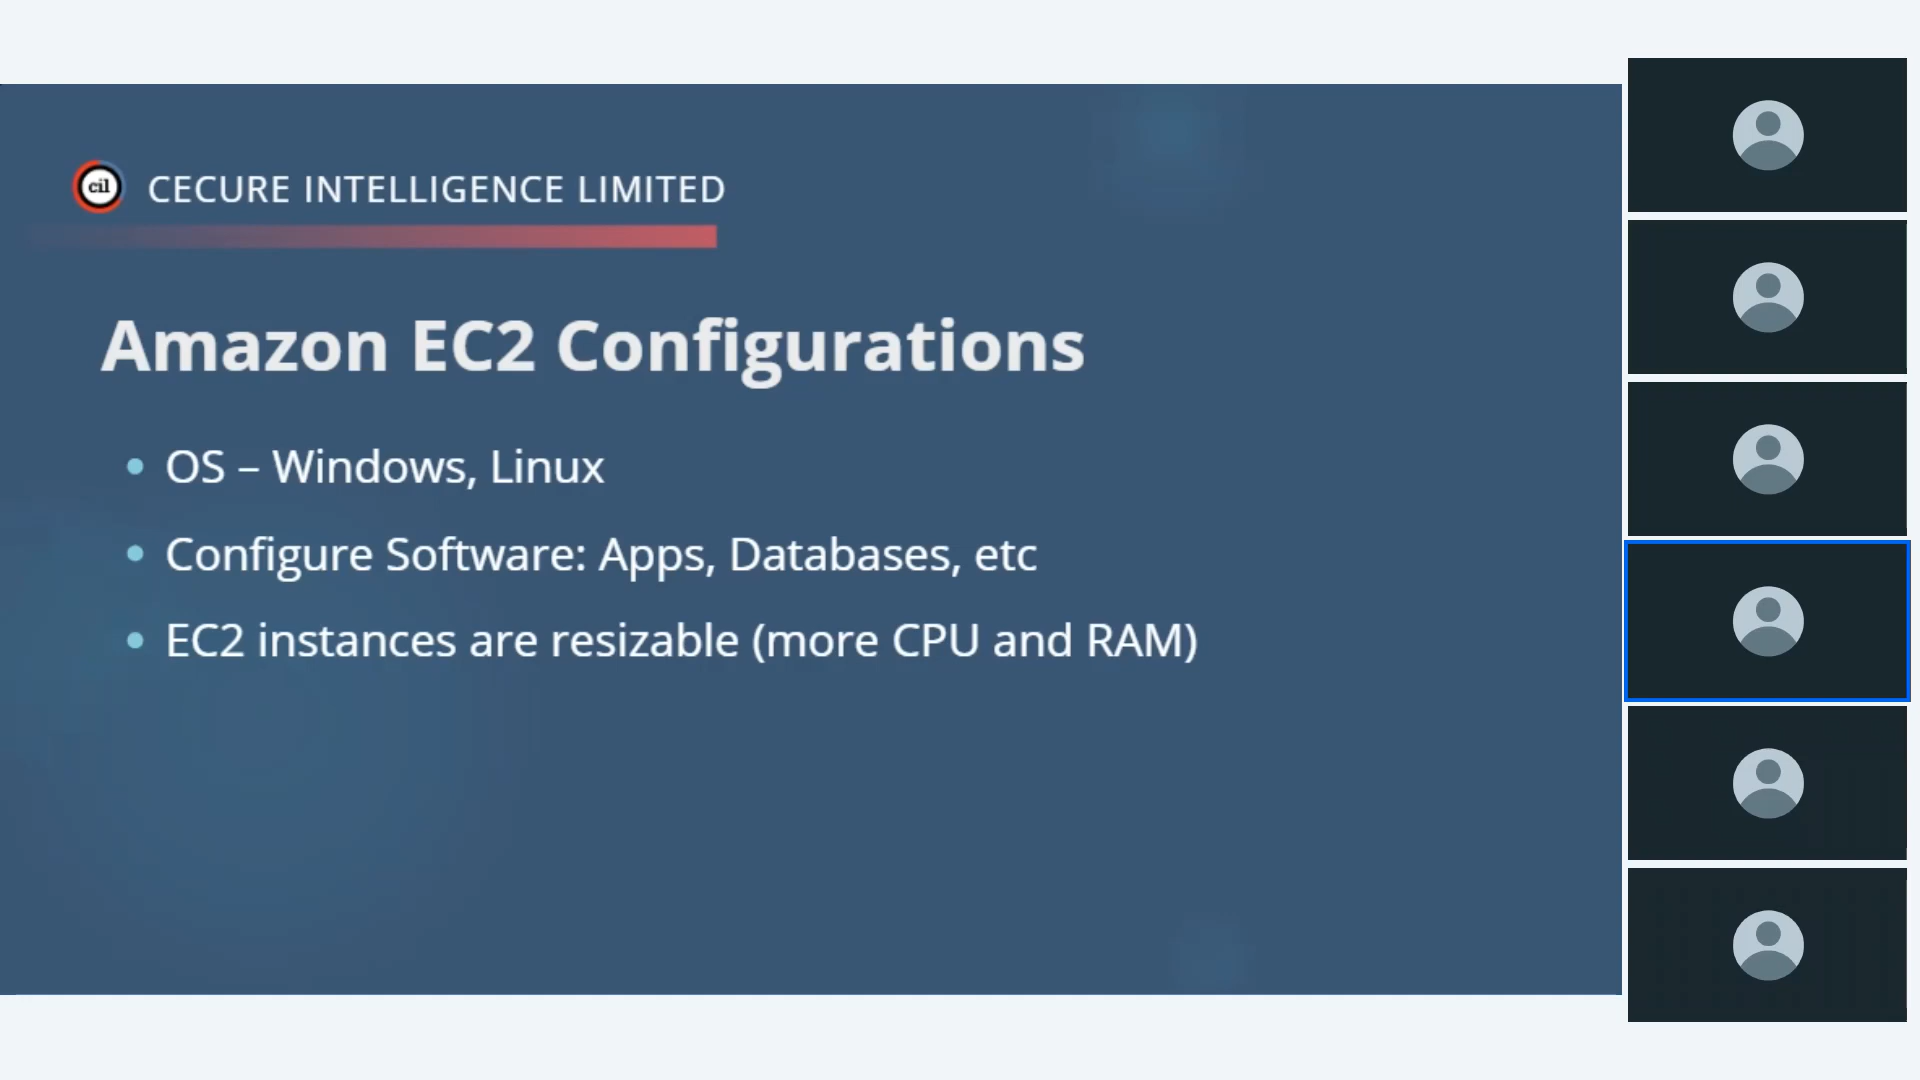 cil
CECURE INTELLIGENCE LIMITED
Amazon EC2 Configurations
• OS – Windows, Linux
• Configure Software: Apps, Databases, etc
• EC2 instances are resizable (more CPU and RAM)